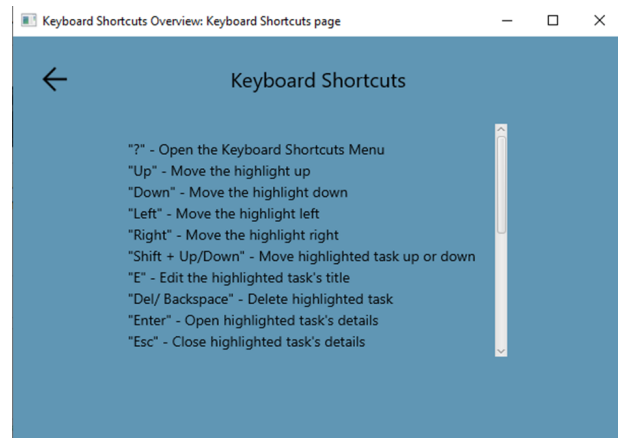 Keyboard Shortcuts Overview: Keyboard Shortcuts page
Keyboard Shortcuts
"?" - Open the Keyboard Shortcuts Menu
"Up" - Move the highlight up
"Down" - Move the highlight down
"Left" - Move the highlight left
"Right" - Move the highlight right
"Shift + Up/Down" - Move highlighted task up or down
"E" - Edit the highlighted task's title
"Del/ Backspace" - Delete highlighted task
"Enter" - Open highlighted task's details
"Esc" - Close highlighted task's details